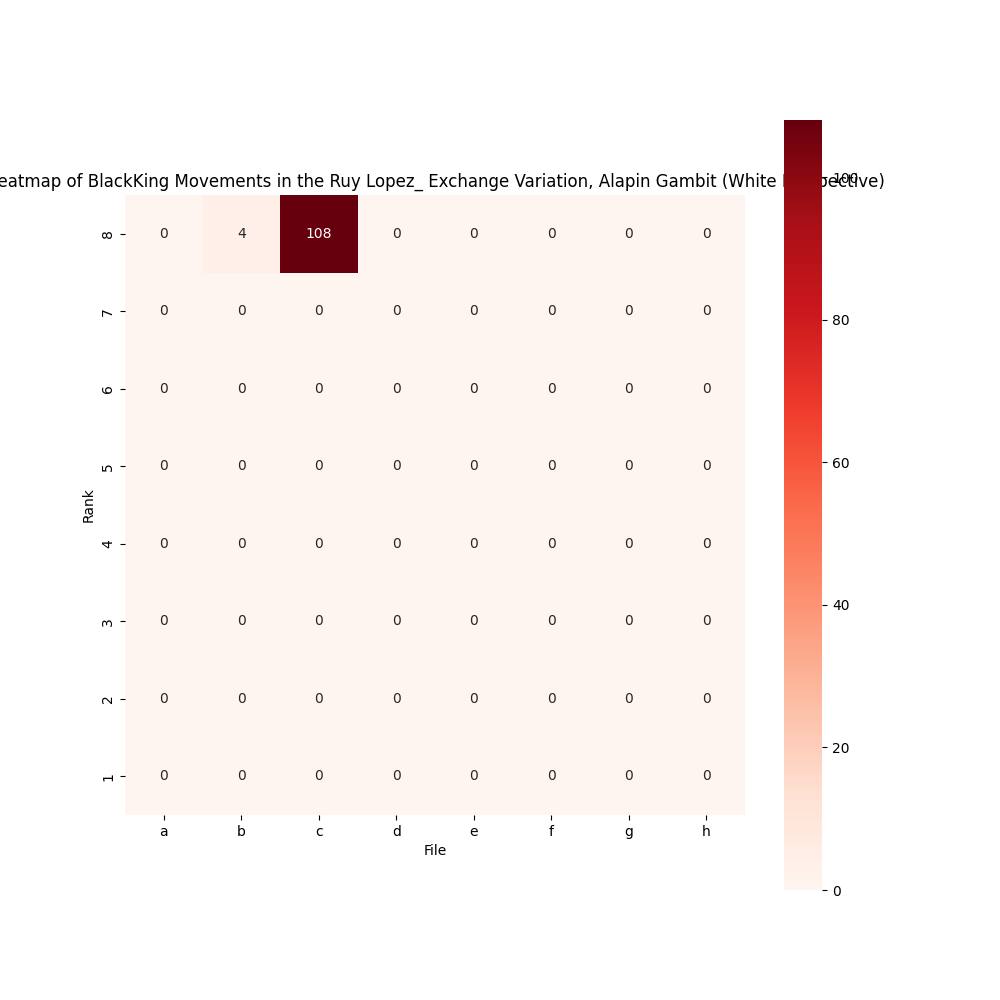 eatmap of BlackKing Movements in the Ruy Lopez_ Exchange Variation, Alapin Gambit (White
8 0 4 108 0 0 0 0 0
7 0 0 0 0 0 0 0 0
6 0 0 0 0 0 0 0 0
5 0 0 0 0 0 0 0 0
4 0 0 0 0 0 0 0 0
3 0 0 0 0 0 0 0 0
2 0 0 0 0 0 0 0 0
1 0 0 0 0 0 0 0 0
a b c d e f g h
File
Rank
100
80
60
40
20
0